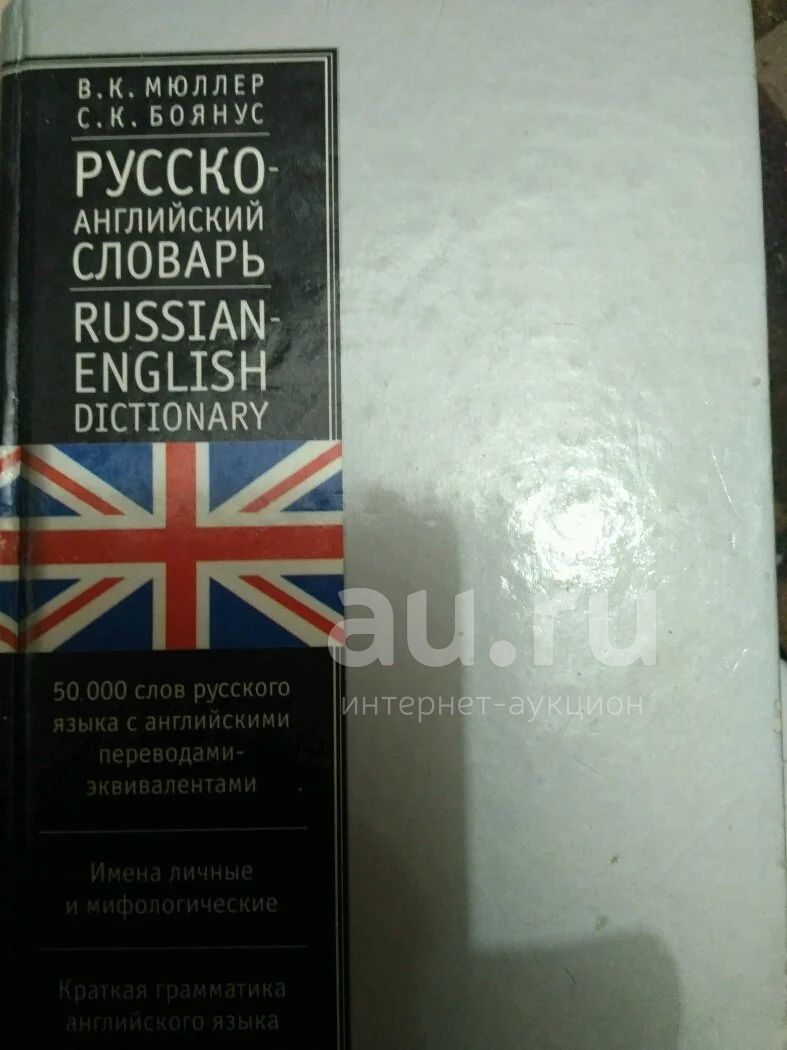 В.К. МЮЛЛЕР
С.К. БОЯНУС
РУССКО-
АНГЛИЙСКИЙ
СЛОВАРЬ
RUSSIAN-
ENGLISH
DICTIONARY
50.000 слов русского
языка с английскими
переводами-
эквивалентами
Имена личные
и мифологические
Краткая грамматика
английского языка
au.ru
интернет-аукцион